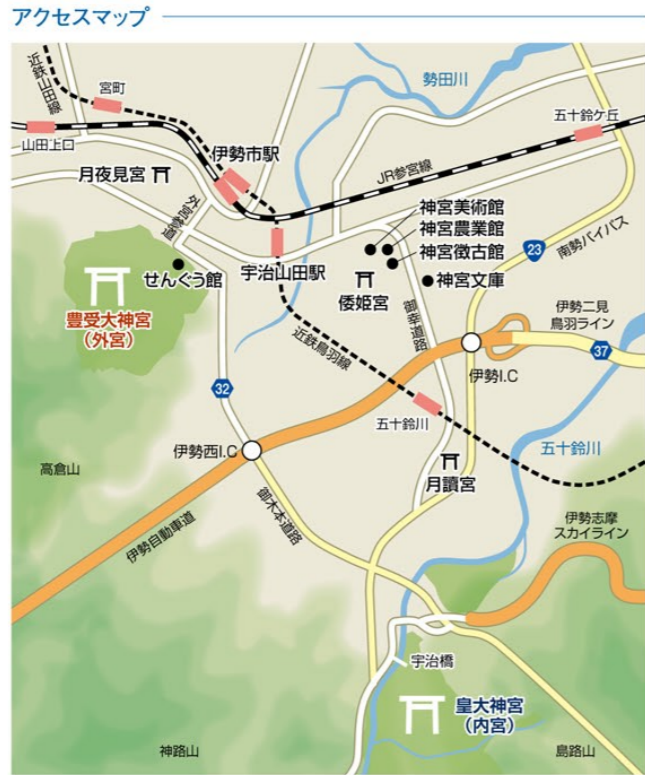 アクセスマップ
近鉄山田線
宮町
勢田川
五十鈴ケ丘
山田上口
伊勢市駅
JR参宮線
月夜見宮
外宮参道
神宮美術館
神宮農業館
神宮徴古館
23
南勢バイパス
せんぐう館
宇治山田駅
倭姫宮
神宮文庫
豊受大神宮
(外宮)
御幸道路
伊勢二見
鳥羽ライン
近鉄鳥羽線
37
伊勢I.C
32
五十鈴川
五十鈴川
伊勢西I.C
月讀宮
高倉山
御木本道路
伊勢志摩
スカイライン
伊勢自動車道
宇治橋
皇大神宮
(内宮)
神路山
島路山